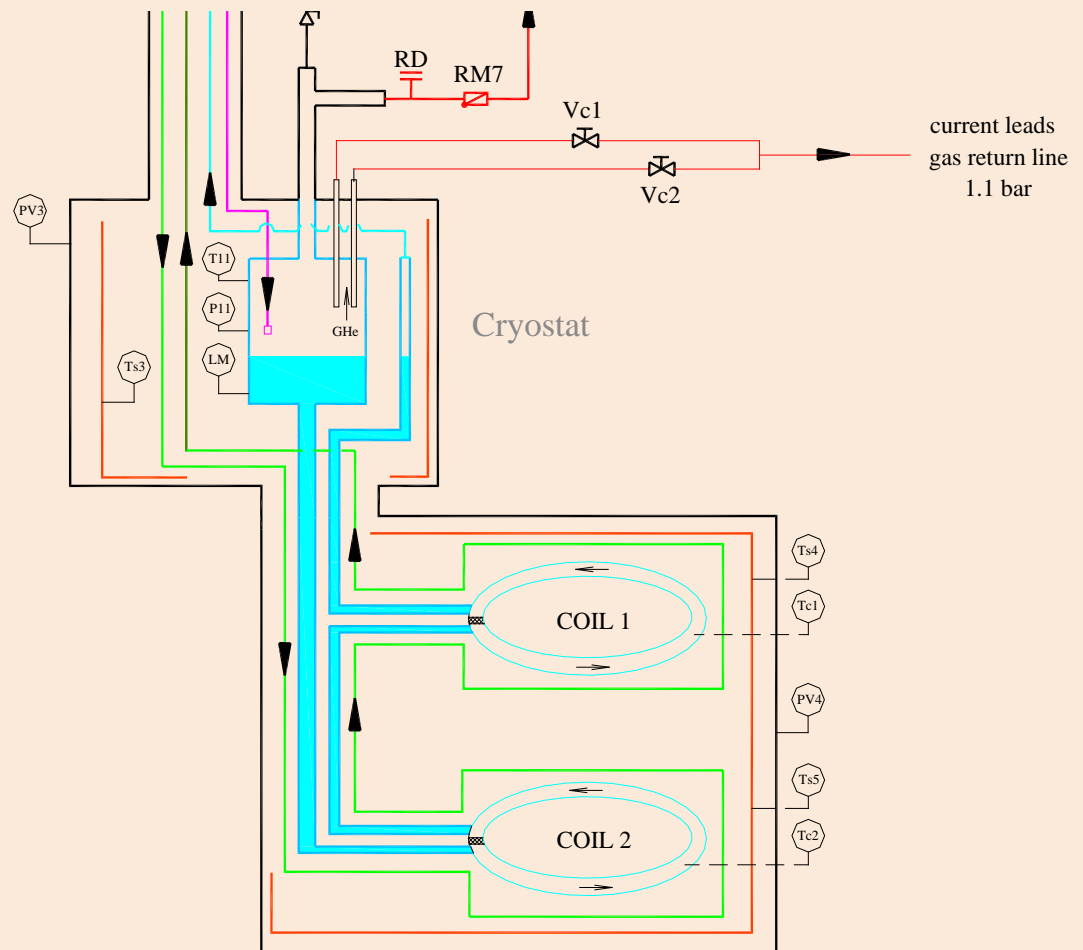 RD
RM7
Vc1
Vc2
current leads
gas return line
1.1 bar
PV3
T11
P11
LM
Ts3
GHe
Cryostat
Ts4
Tc1
COIL 1
PV4
Ts5
Tc2
COIL 2